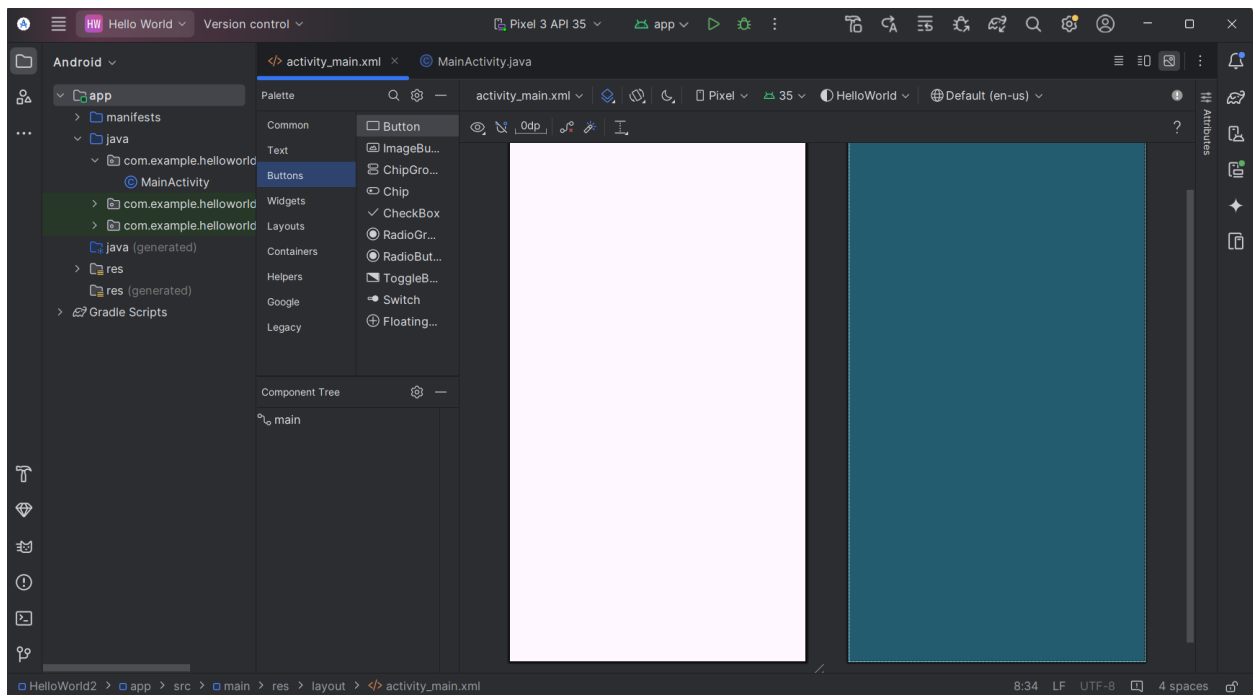 HW Hello World Version control Pixel 3 API 35 app
Android
activity_main.xml MainActivity.java
app
manifests
java
com.example.helloworld
MainActivity
com.example.helloworld
com.example.helloworld
java (generated)
res
res (generated)
Gradle Scripts
Palette
Common
Text
Buttons
Widgets
Layouts
Containers
Helpers
Google
Legacy
Button
ImageBu...
ChipGro...
Chip
CheckBox
RadioGr...
RadioBut...
ToggleB...
Switch
Floating...
Component Tree
main
activity_main.xml Pixel 35 HelloWorld Default (en-us)
0dp ?
Attributes
HelloWorld2 > app > src > main > res > layout > activity_main.xml 8:34 LF UTF-8 4 spaces